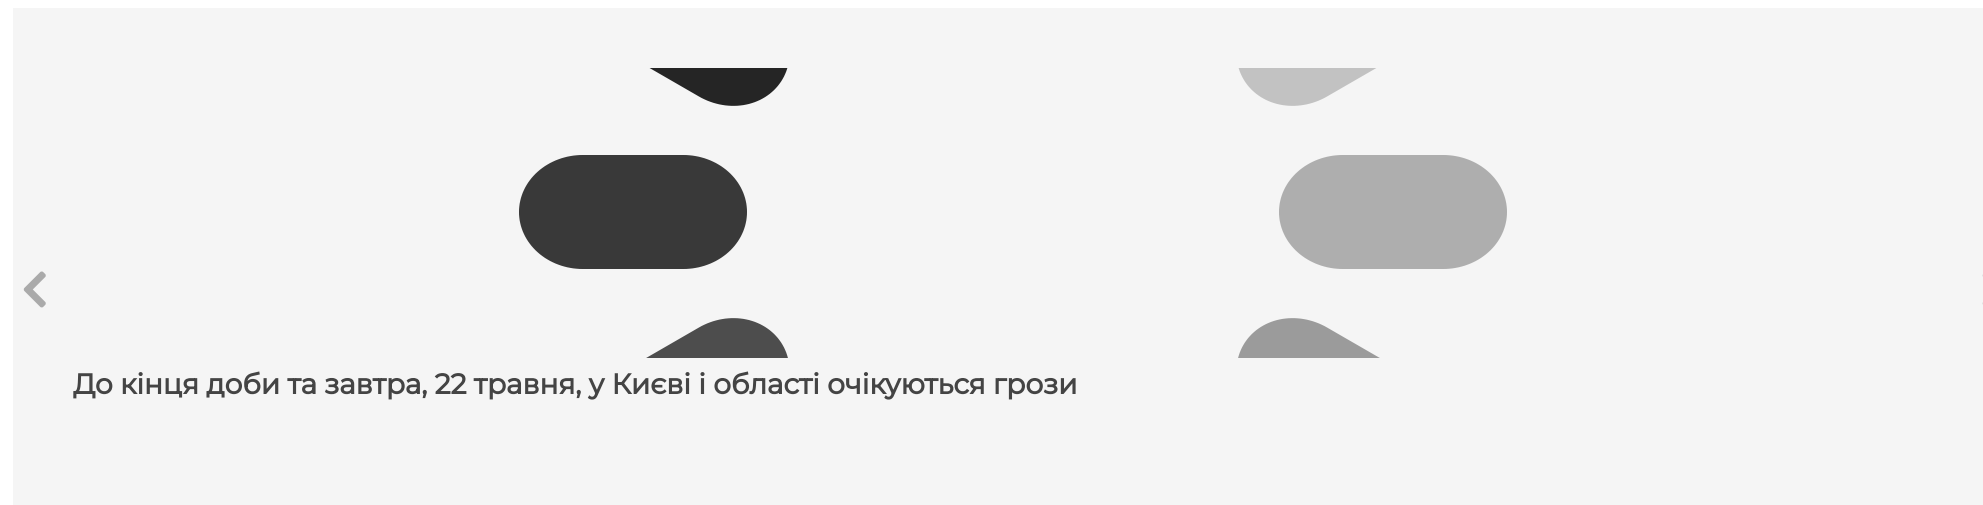 До кінця доби та завтра, 22 травня, у Києві і області очікуються грози